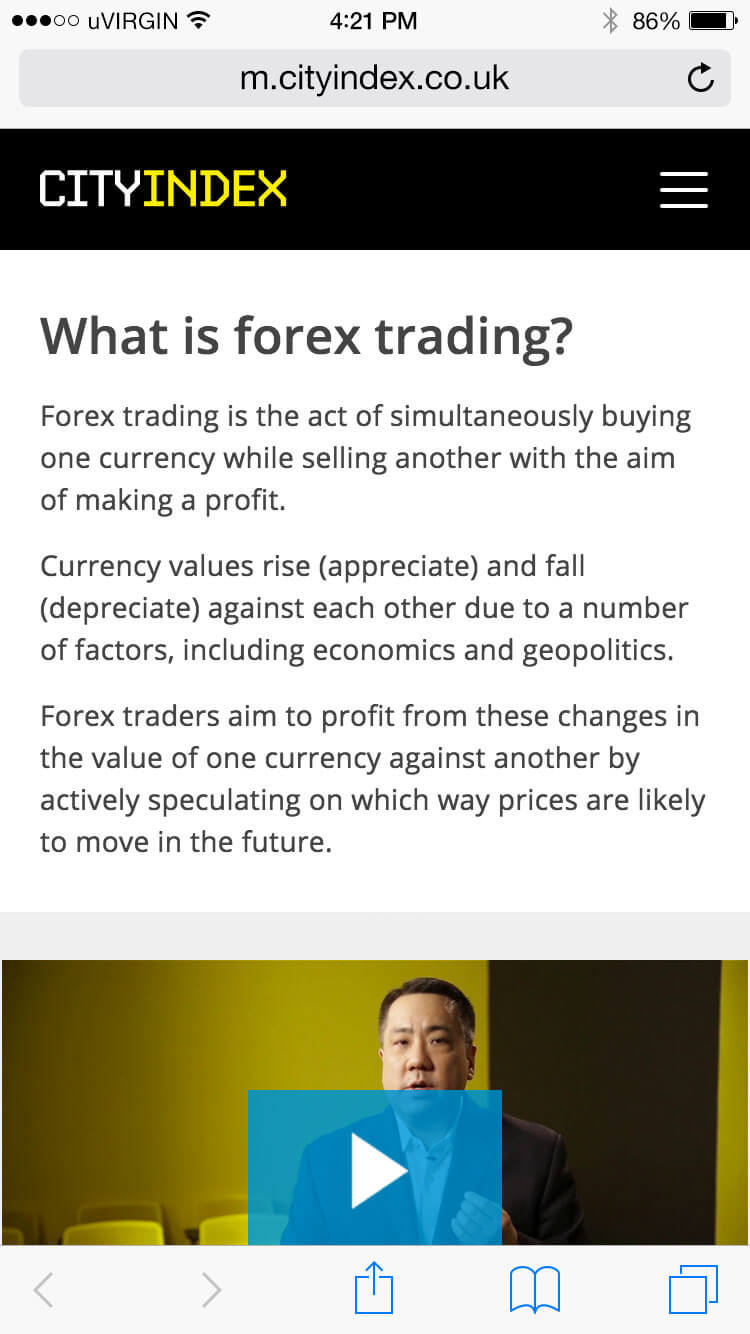 uVIRGIN 4:21 PM 86%
m.cityindex.co.uk
CITYINDEX
What is forex trading?
Forex trading is the act of simultaneously buying
one currency while selling another with the aim
of making a profit.
Currency values rise (appreciate) and fall
(depreciate) against each other due to a number
of factors, including economics and geopolitics.
Forex traders aim to profit from these changes in
the value of one currency against another by
actively speculating on which way prices are likely
to move in the future.